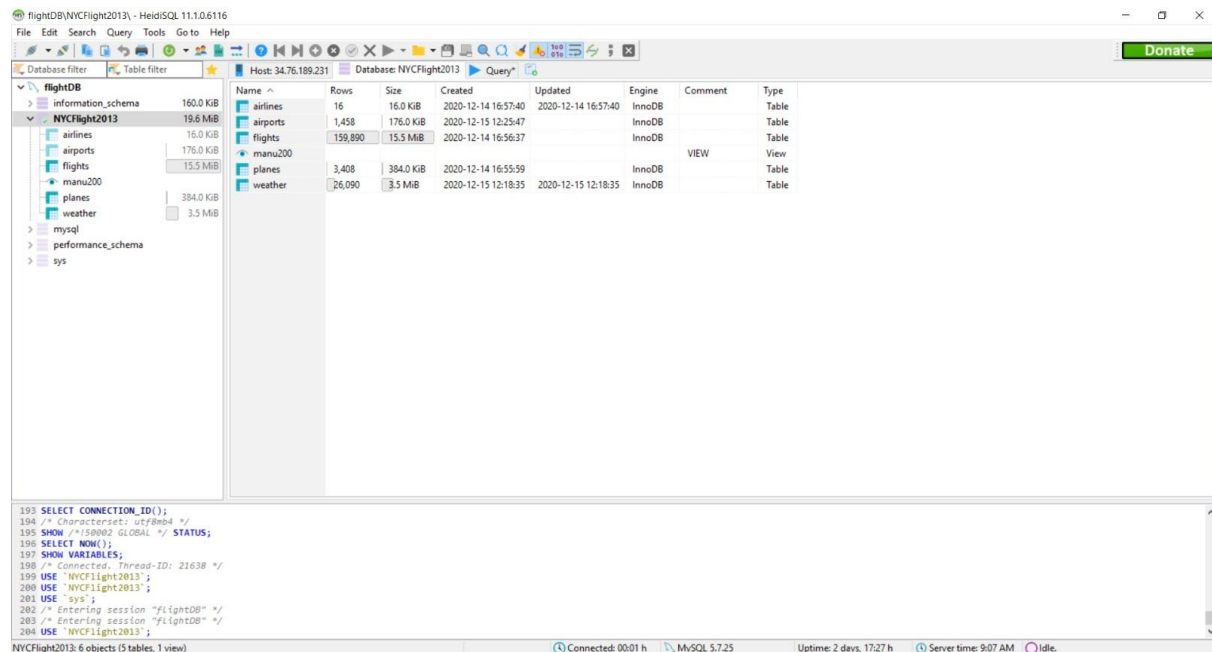 flightDB\NYCFlight2013\ - HeidiSQL 11.1.0.6116
File Edit Search Query Tools Go to Help
Donate
Database filter Table filter Host: 34.76.189.231 Database: NYCFlight2013 Query*
flightDB
information_schema 160.0 KiB
NYCFlight2013 19.6 MiB
airlines 16.0 KiB
airports 176.0 KiB
flights 15.5 MiB
manu200
planes 384.0 KiB
weather 3.5 MiB
mysql
performance_schema
sys
Name Rows Size Created Updated Engine Comment Type
airlines 16 16.0 KiB 2020-12-14 16:57:40 2020-12-14 16:57:40 InnoDB Table
airports 1,458 176.0 KiB 2020-12-15 12:25:47 InnoDB Table
flights 159,890 15.5 MiB 2020-12-14 16:56:37 InnoDB Table
manu200 VIEW View
planes 3,408 384.0 KiB 2020-12-14 16:55:59 InnoDB Table
weather 26,090 3.5 MiB 2020-12-15 12:18:35 2020-12-15 12:18:35 InnoDB Table
193 SELECT CONNECTION_ID();
194 /* Characterset: utf8mb4 */
195 SHOW /*!50002 GLOBAL */ STATUS;
196 SELECT NOW();
197 SHOW VARIABLES;
198 /* Connected. Thread-ID: 21638 */
199 USE `NYCFlight2013`;
200 USE `NYCFlight2013`;
201 USE `sys`;
202 /* Entering session "flightDB" */
203 /* Entering session "flightDB" */
204 USE `NYCFlight2013`;
NYCFlight2013: 6 objects (5 tables, 1 view) Connected: 00:01 h MySQL 5.7.25 Uptime: 2 days, 17:27 h Server time: 9:07 AM Idle.